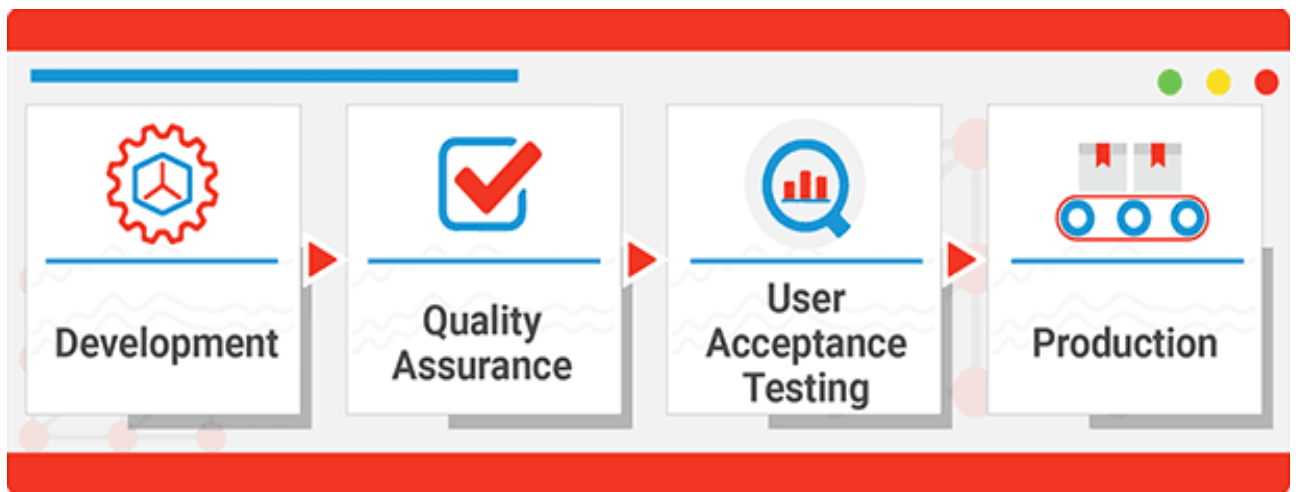 Development
Quality
Assurance
User
Acceptance
Testing
Production